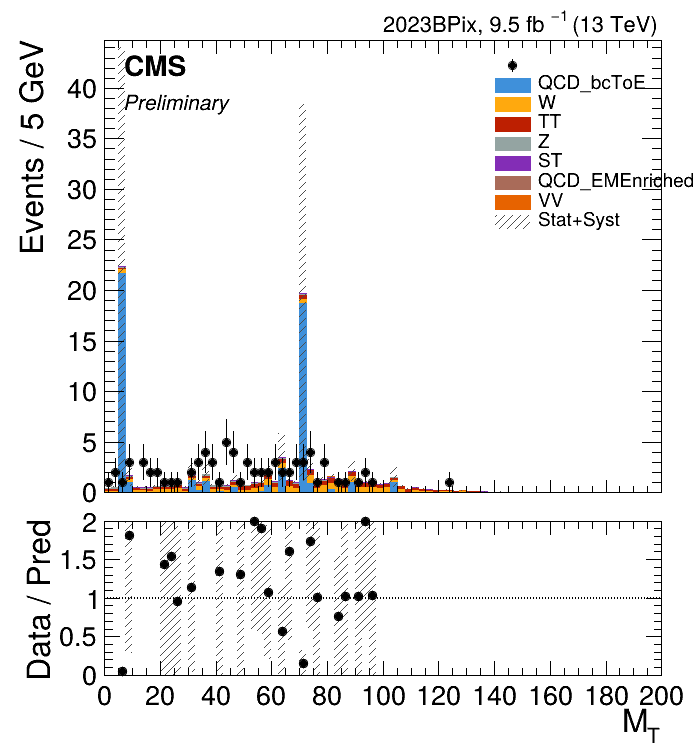 2023BPix, 9.5 fb⁻¹ (13 TeV)
CMS
Preliminary
Events / 5 GeV
40
35
30
25
20
15
10
5
0
QCD_bcToE
W
TT
Z
ST
QCD_EMEnriched
VV
Stat+Syst
Data / Pred
2
1.5
1
0.5
0
0 20 40 60 80 100 120 140 160 180 200
M_T